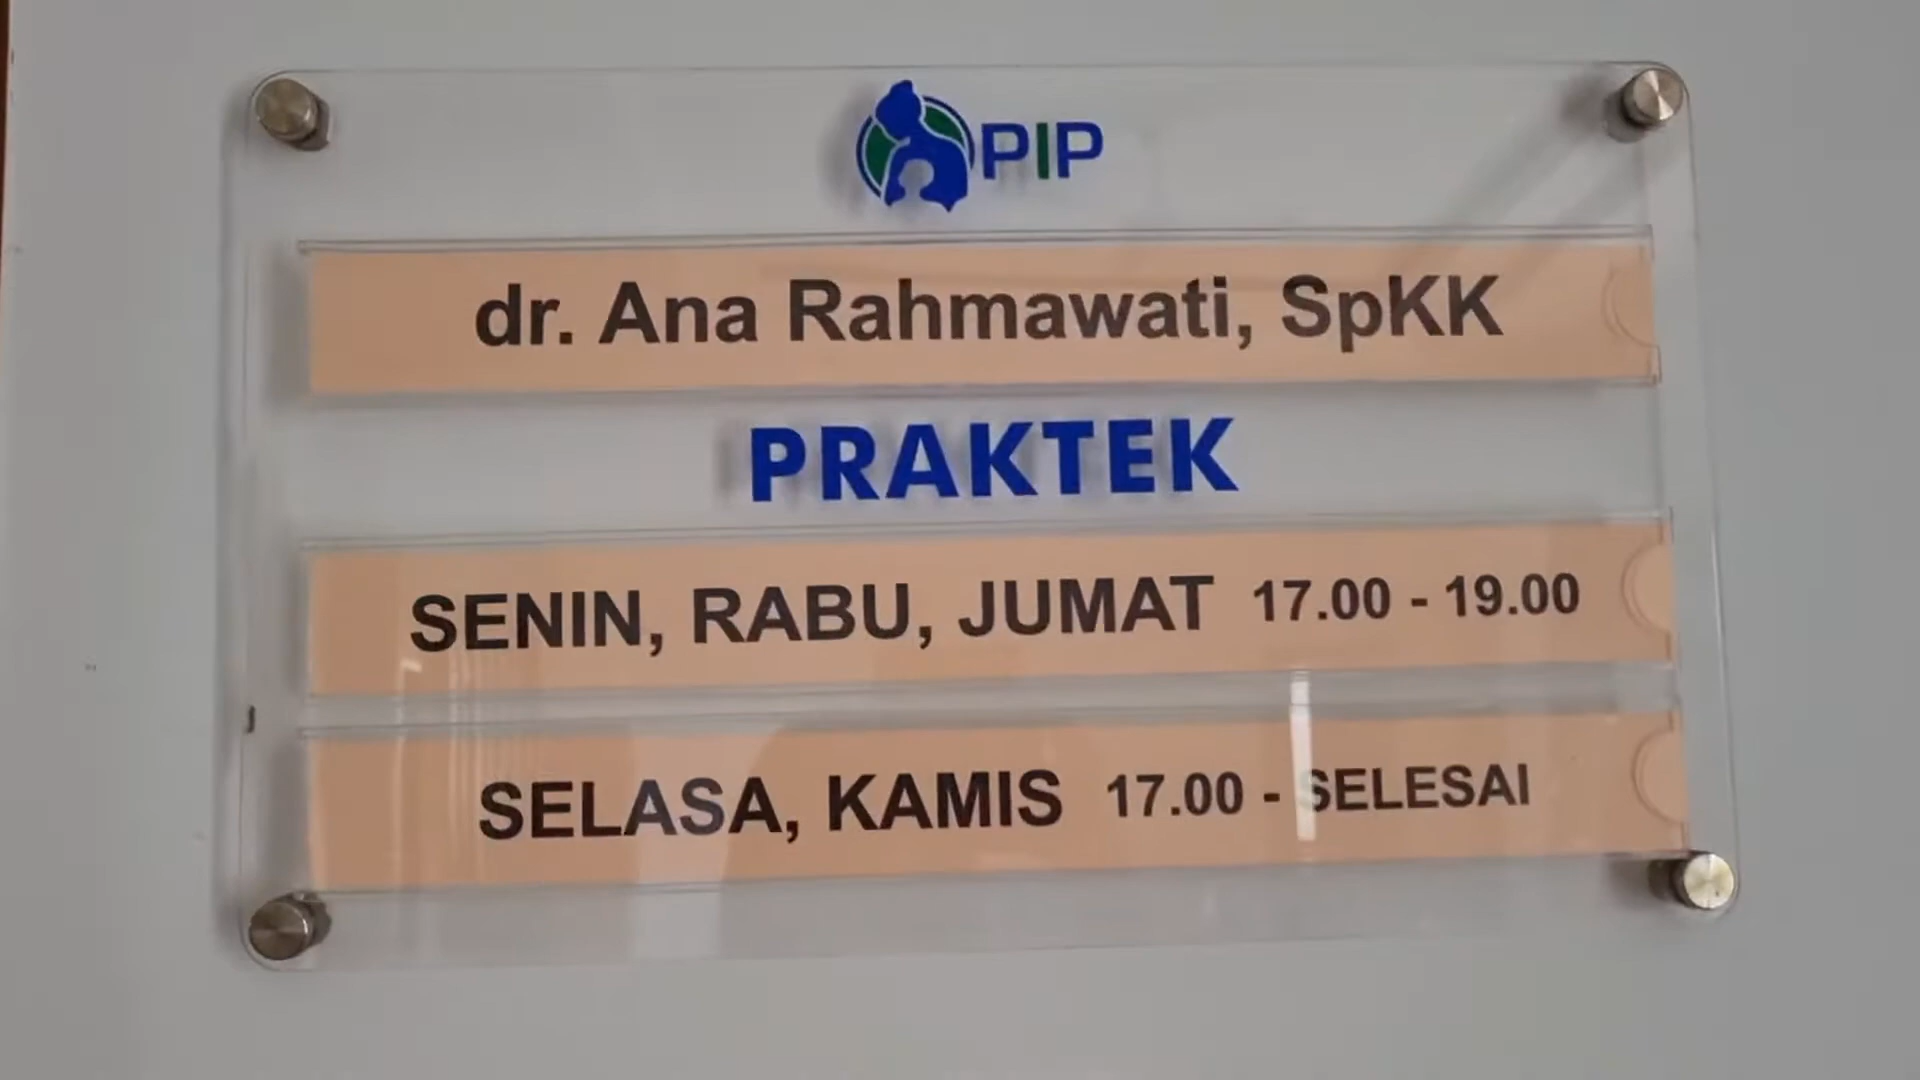 PIP
dr. Ana Rahmawati, SpKK
PRAKTEK
SENIN, RABU, JUMAT 17.00 - 19.00
SELASA, KAMIS 17.00 - SELESAI